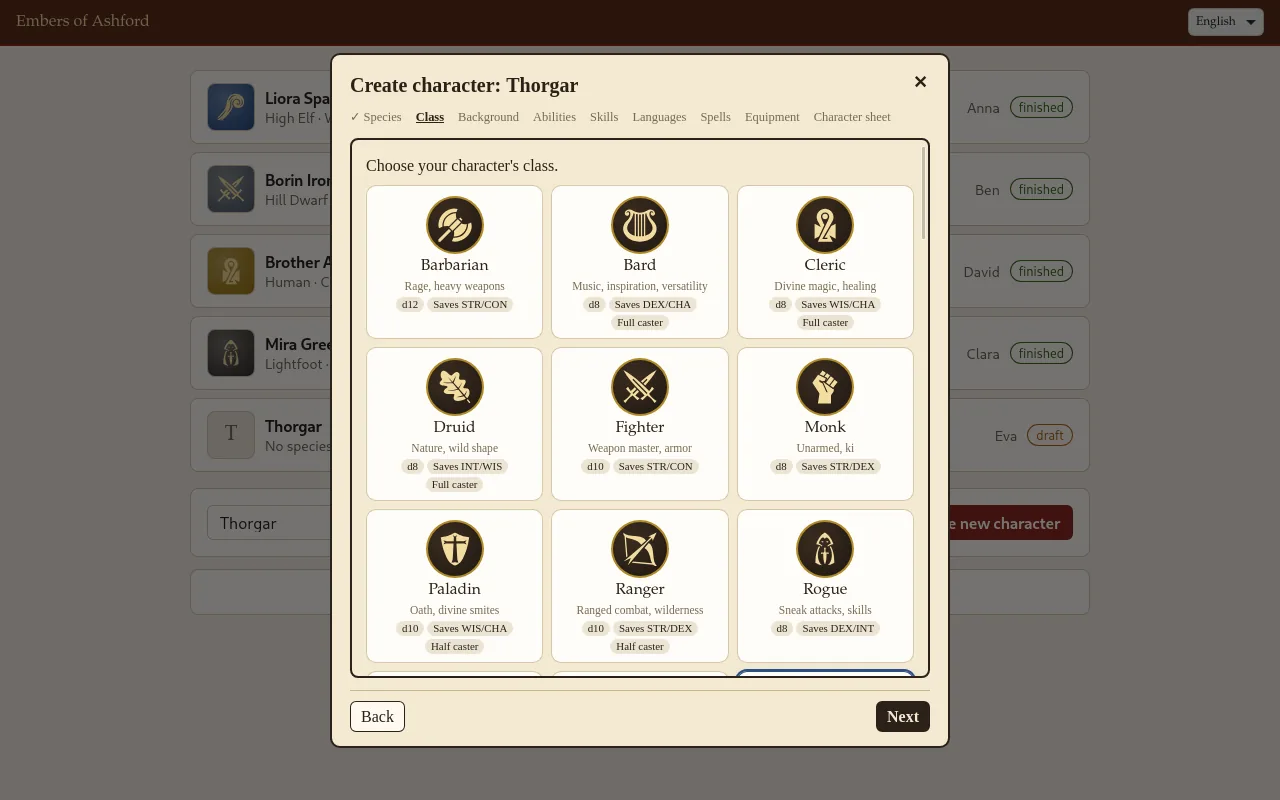 Embers of Ashford
English
Liora Spa
High Elf · W
Anna
finished
Borin Iron
Hill Dwarf
Ben
finished
Brother A
Human · C
David
finished
Mira Gree
Lightfoot ·
Clara
finished
T
Thorgar
No species
Eva
draft
Thorgar
e new character
Create character: Thorgar
✕
✓ Species
Class
Background
Abilities
Skills
Languages
Spells
Equipment
Character sheet
Choose your character's class.
Barbarian
Rage, heavy weapons
d12
Saves STR/CON
Bard
Music, inspiration, versatility
d8
Saves DEX/CHA
Full caster
Cleric
Divine magic, healing
d8
Saves WIS/CHA
Full caster
Druid
Nature, wild shape
d8
Saves INT/WIS
Full caster
Fighter
Weapon master, armor
d10
Saves STR/CON
Monk
Unarmed, ki
d8
Saves STR/DEX
Paladin
Oath, divine smites
d10
Saves WIS/CHA
Half caster
Ranger
Ranged combat, wilderness
d10
Saves STR/DEX
Half caster
Rogue
Sneak attacks, skills
d8
Saves DEX/INT
Back
Next